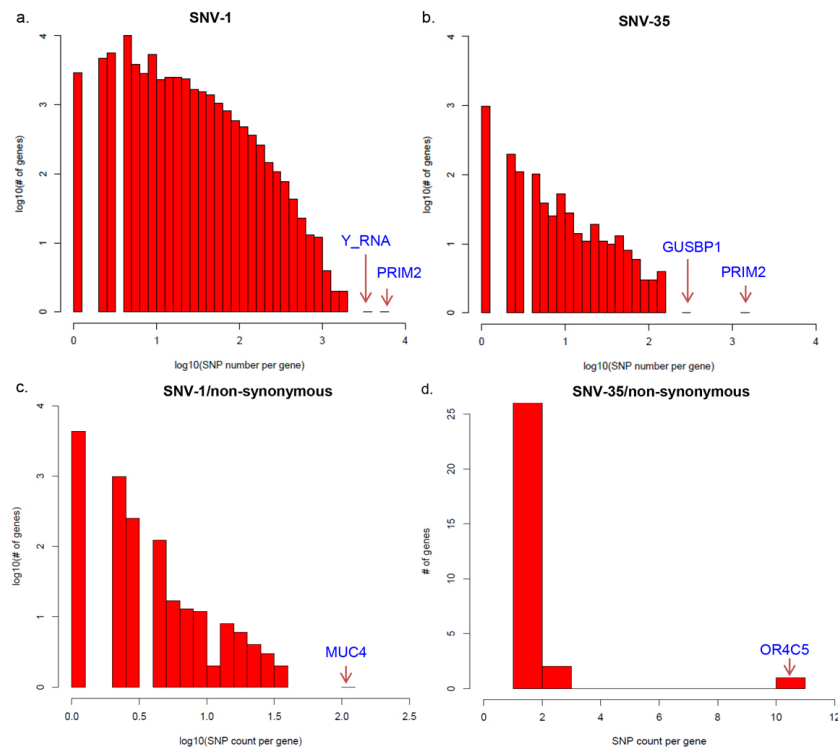 a.
SNV-1
log10(# of genes)
4
3
2
1
0
Y_RNA
PRIM2
0
1
2
3
4
log10(SNP number per gene)
b.
SNV-35
log10(# of genes)
4
3
2
1
0
GUSBP1
PRIM2
0
1
2
3
4
log10(SNP number per gene)
c.
SNV-1/non-synonymous
log10(# of genes)
4
3
2
1
0
MUC4
0.0
0.5
1.0
1.5
2.0
2.5
log10(SNP count per gene)
d.
SNV-35/non-synonymous
# of genes
25
20
15
10
5
0
OR4C5
0
2
4
6
8
10
12
SNP count per gene